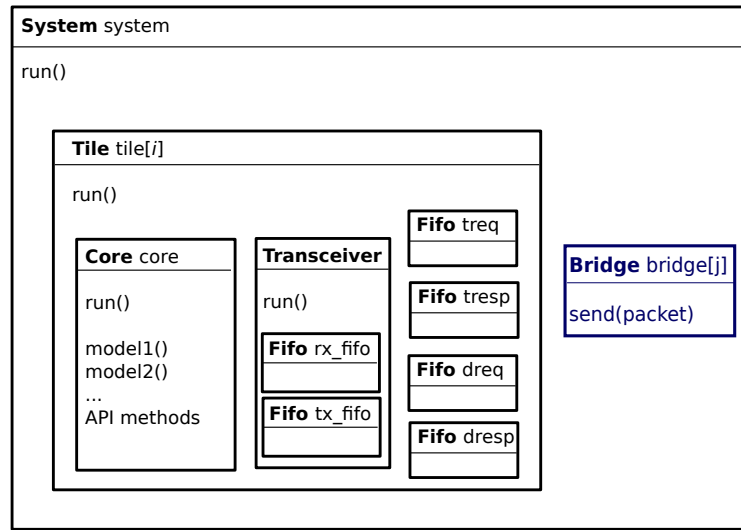 System system
run()
Tile tile[i]
run()
Core core
run()
model1()
model2()
...
API methods
Transceiver
run()
Fifo rx_fifo
Fifo tx_fifo
Fifo treq
Fifo tresp
Fifo dreq
Fifo dresp
Bridge bridge[j]
send(packet)